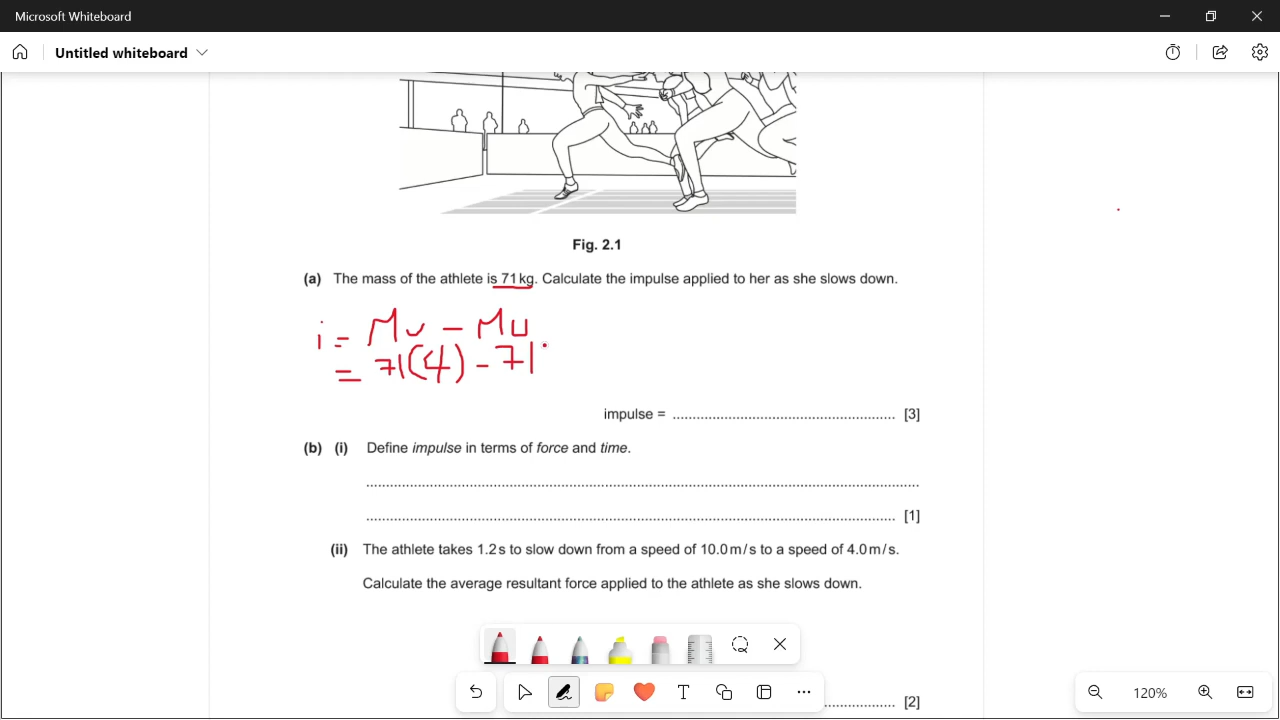 Microsoft Whiteboard
Untitled whiteboard
Fig. 2.1
(a) The mass of the athlete is 71 kg. Calculate the impulse applied to her as she slows down.
i = Mv - Mu
= 71(4) - 71
impulse = ........................................................ [3]
(b) (i) Define impulse in terms of force and time.
..........................................................................................................................................
.................................................................................................................................... [1]
(ii) The athlete takes 1.2 s to slow down from a speed of 10.0 m/s to a speed of 4.0 m/s.
Calculate the average resultant force applied to the athlete as she slows down.
.................. [2]
120%